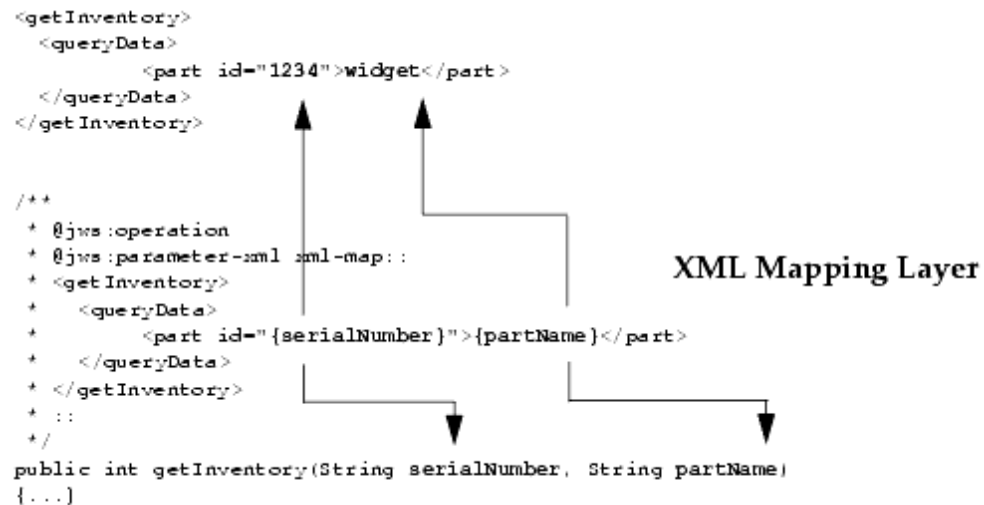 <getInventory>
<queryData>
<part id="1234">widget</part>
</queryData>
</getInventory>
/**
* @jws:operation
* @jws:parameter-xml xml-map::
* <getInventory>
* <queryData>
* <part id="{serialNumber}">{partName}</part>
* </queryData>
* </getInventory>
* ::
*/
XML Mapping Layer
public int getInventory(String serialNumber, String partName)
{...}